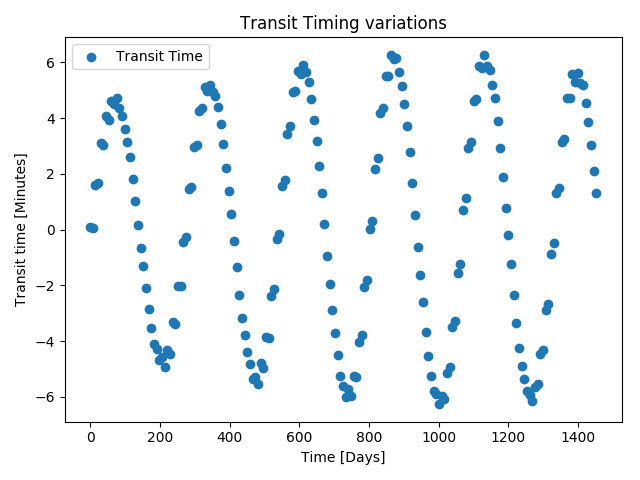 Transit Timing variations
Transit Time
Transit time [Minutes]
6
4
2
0
−2
−4
−6
0 200 400 600 800 1000 1200 1400
Time [Days]